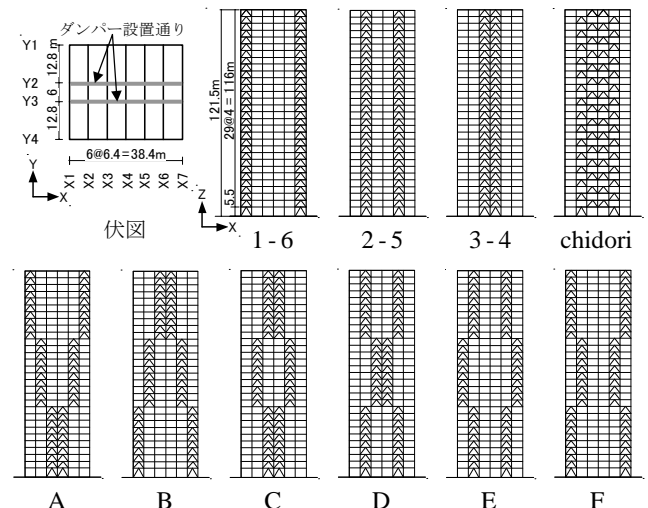 ダンパー設置通り
Y1
12.8 m
Y2
6
Y3
12.8
Y4
6@6.4=38.4m
X1 X2 X3 X4 X5 X6 X7
Y
X
伏図
121.5m
29@4=116m
5.5
Z
X
1-6 2-5 3-4 chidori
A B C D E F